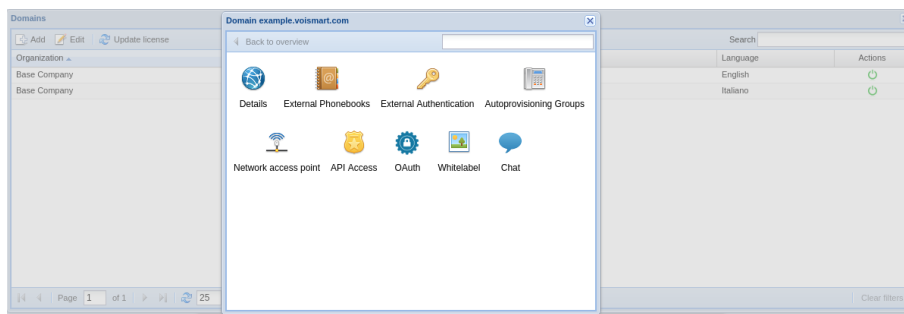 Domains
Domain example.voismart.com
Add Edit Update license
Back to overview
Search
Organization
Language Actions
Base Company
English
Base Company
Italiano
Details External Phonebooks External Authentication Autoprovisioning Groups
Network access point API Access OAuth Whitelabel Chat
Page 1 of 1 25
Clear filters